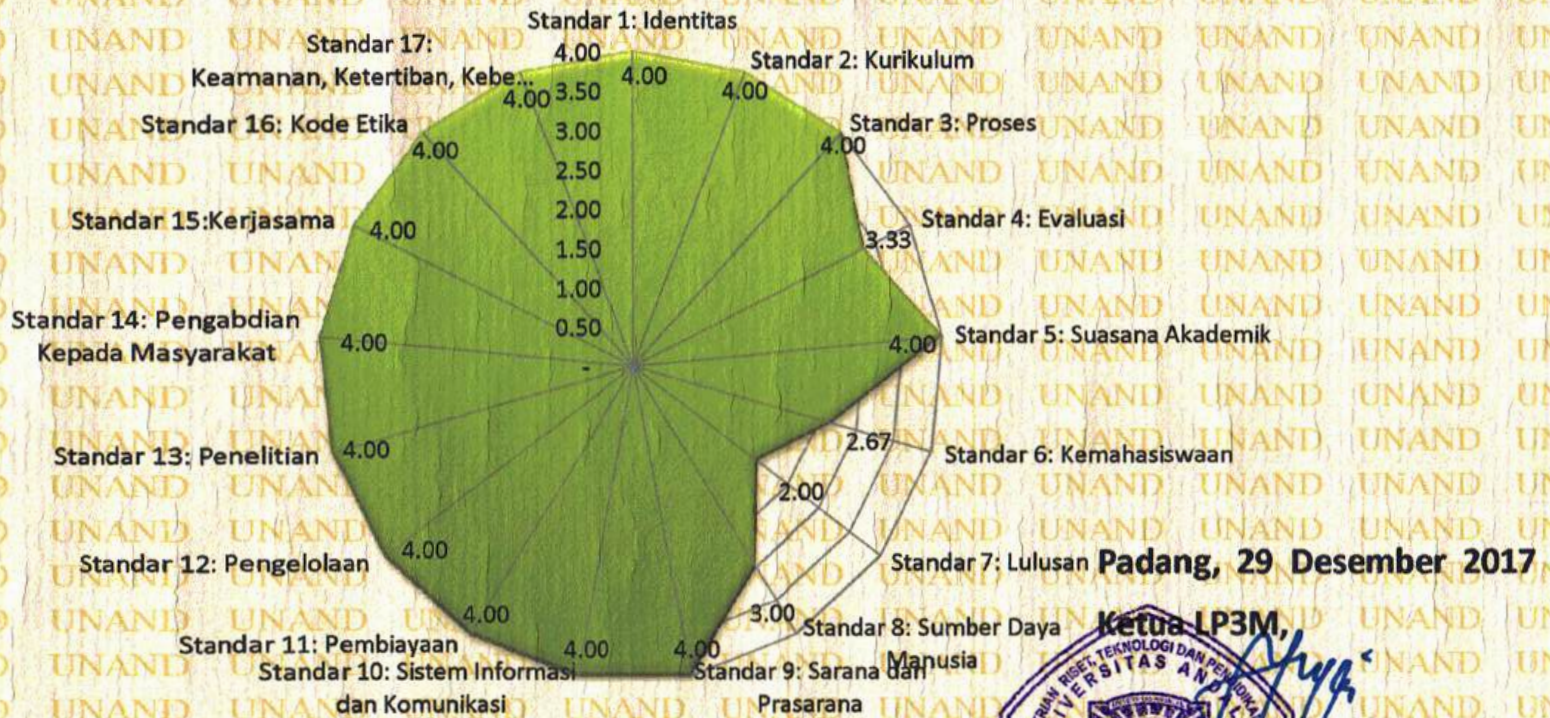 Standar 1: Identitas
4.00
4.00
Standar 2: Kurikulum
4.00
Standar 3: Proses
4.00
Standar 4: Evaluasi
3.33
Standar 5: Suasana Akademik
4.00
Standar 6: Kemahasiswaan
2.67
Standar 7: Lulusan
2.00
Standar 8: Sumber Daya
Manusia
3.00
Standar 9: Sarana dan
Prasarana
4.00
Standar 10: Sistem Informasi
dan Komunikasi
4.00
Standar 11: Pembiayaan
4.00
Standar 12: Pengelolaan
4.00
Standar 13: Penelitian
4.00
Standar 14: Pengabdian
Kepada Masyarakat
4.00
Standar 15:Kerjasama
4.00
Standar 16: Kode Etika
4.00
Standar 17:
Keamanan, Ketertiban, Kebe...
4.00
3.50
3.00
2.50
2.00
1.50
1.00
0.50
-
Padang, 29 Desember 2017
Ketua LP3M,
RISET, TEKNOLOGI DAN
UNAND